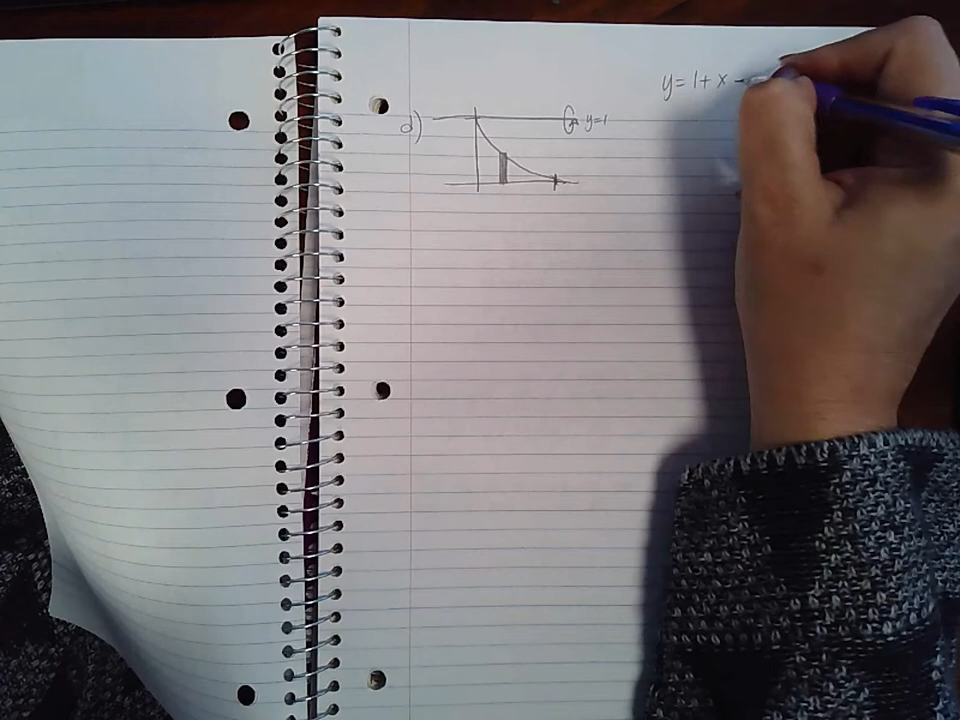 y = 1 + x -
d)
y=1